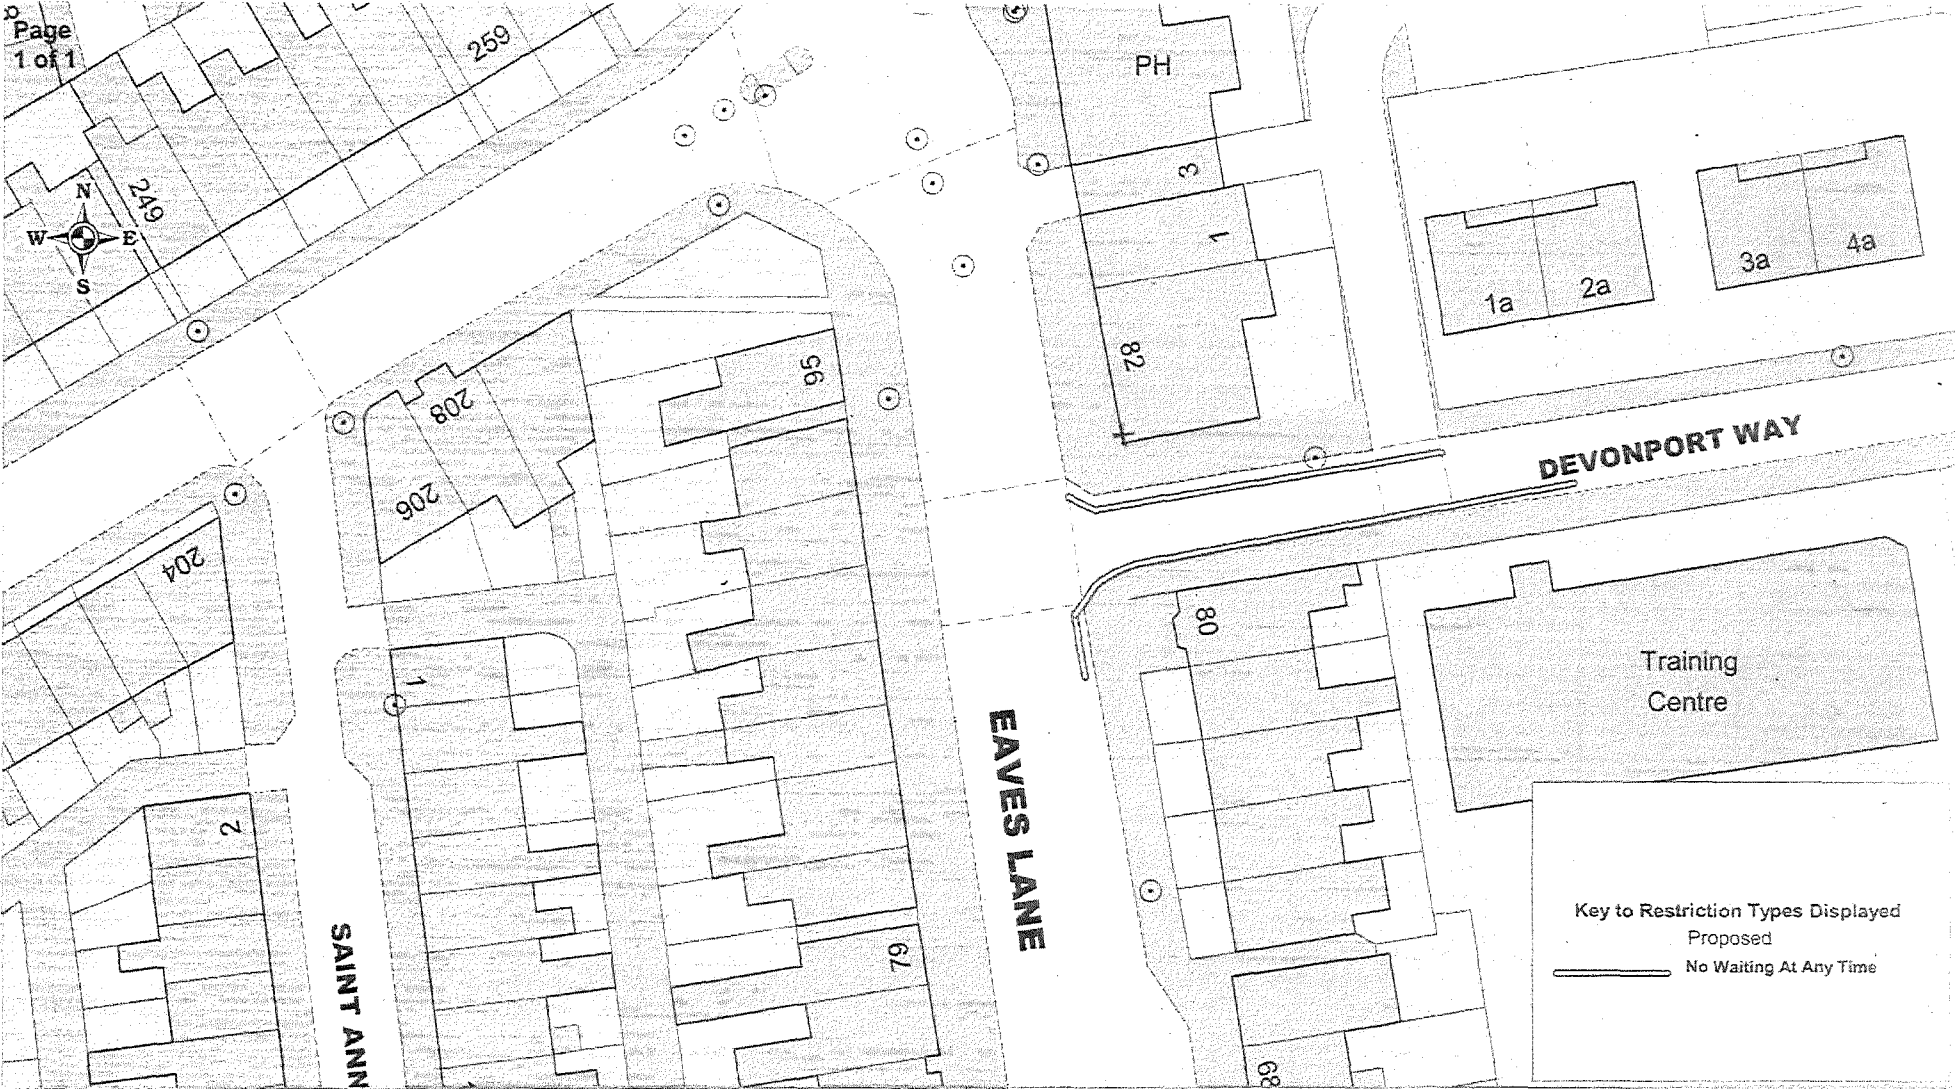 Page
1 of 1
259
PH
249
N
W E
S
3
1
1a
2a
3a
4a
82
95
208
206
204
DEVONPORT WAY
80
1
Training
Centre
EAVES LANE
2
79
SAINT ANN
68
Key to Restriction Types Displayed
Proposed
No Waiting At Any Time